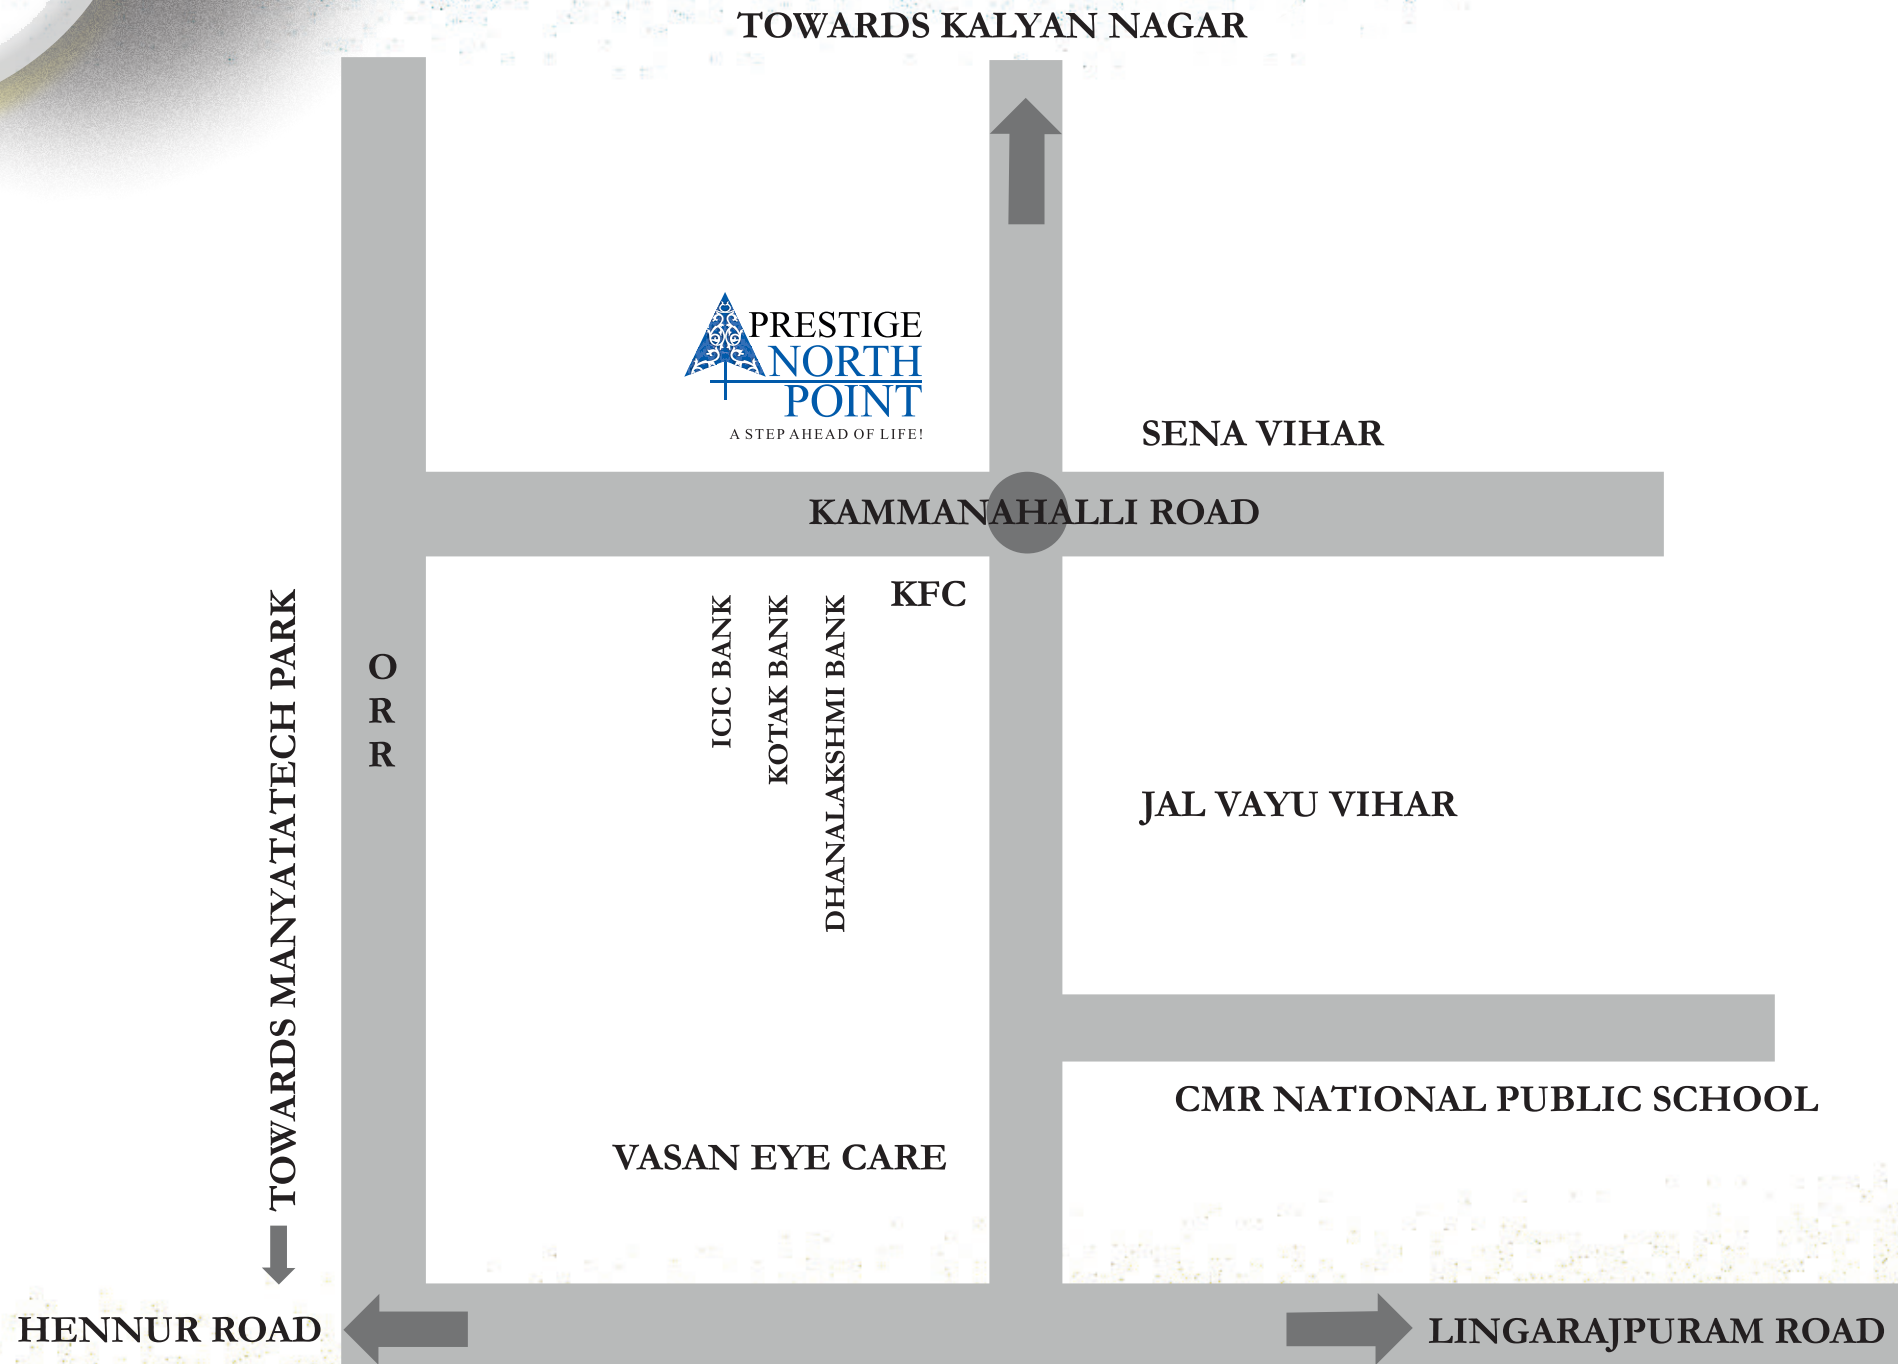 TOWARDS KALYAN NAGAR
PRESTIGE
NORTH
POINT
A STEP AHEAD OF LIFE!
SENA VIHAR
KAMMANAHALLI ROAD
KFC
ICIC BANK
KOTAK BANK
DHANALAKSHMI BANK
TOWARDS MANYATATECH PARK
O
R
R
JAL VAYU VIHAR
CMR NATIONAL PUBLIC SCHOOL
VASAN EYE CARE
HENNUR ROAD
LINGARAJPURAM ROAD